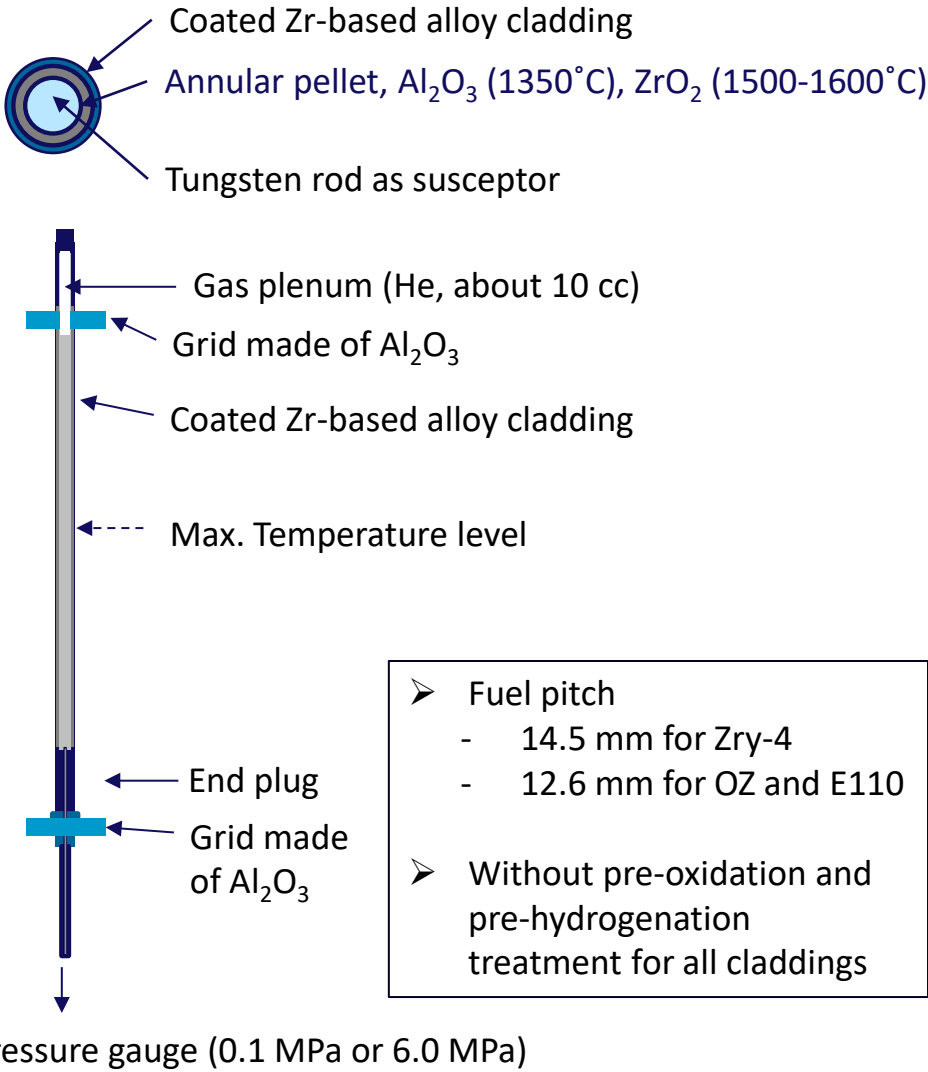 Coated Zr-based alloy cladding
Annular pellet, Al₂O₃ (1350˚C), ZrO₂ (1500-1600˚C)
Tungsten rod as susceptor
Gas plenum (He, about 10 cc)
Grid made of Al₂O₃
Coated Zr-based alloy cladding
Max. Temperature level
➢ Fuel pitch
- 14.5 mm for Zry-4
- 12.6 mm for OZ and E110
End plug
Grid made
of Al₂O₃
➢ Without pre-oxidation and
pre-hydrogenation
treatment for all claddings
ressure gauge (0.1 MPa or 6.0 MPa)